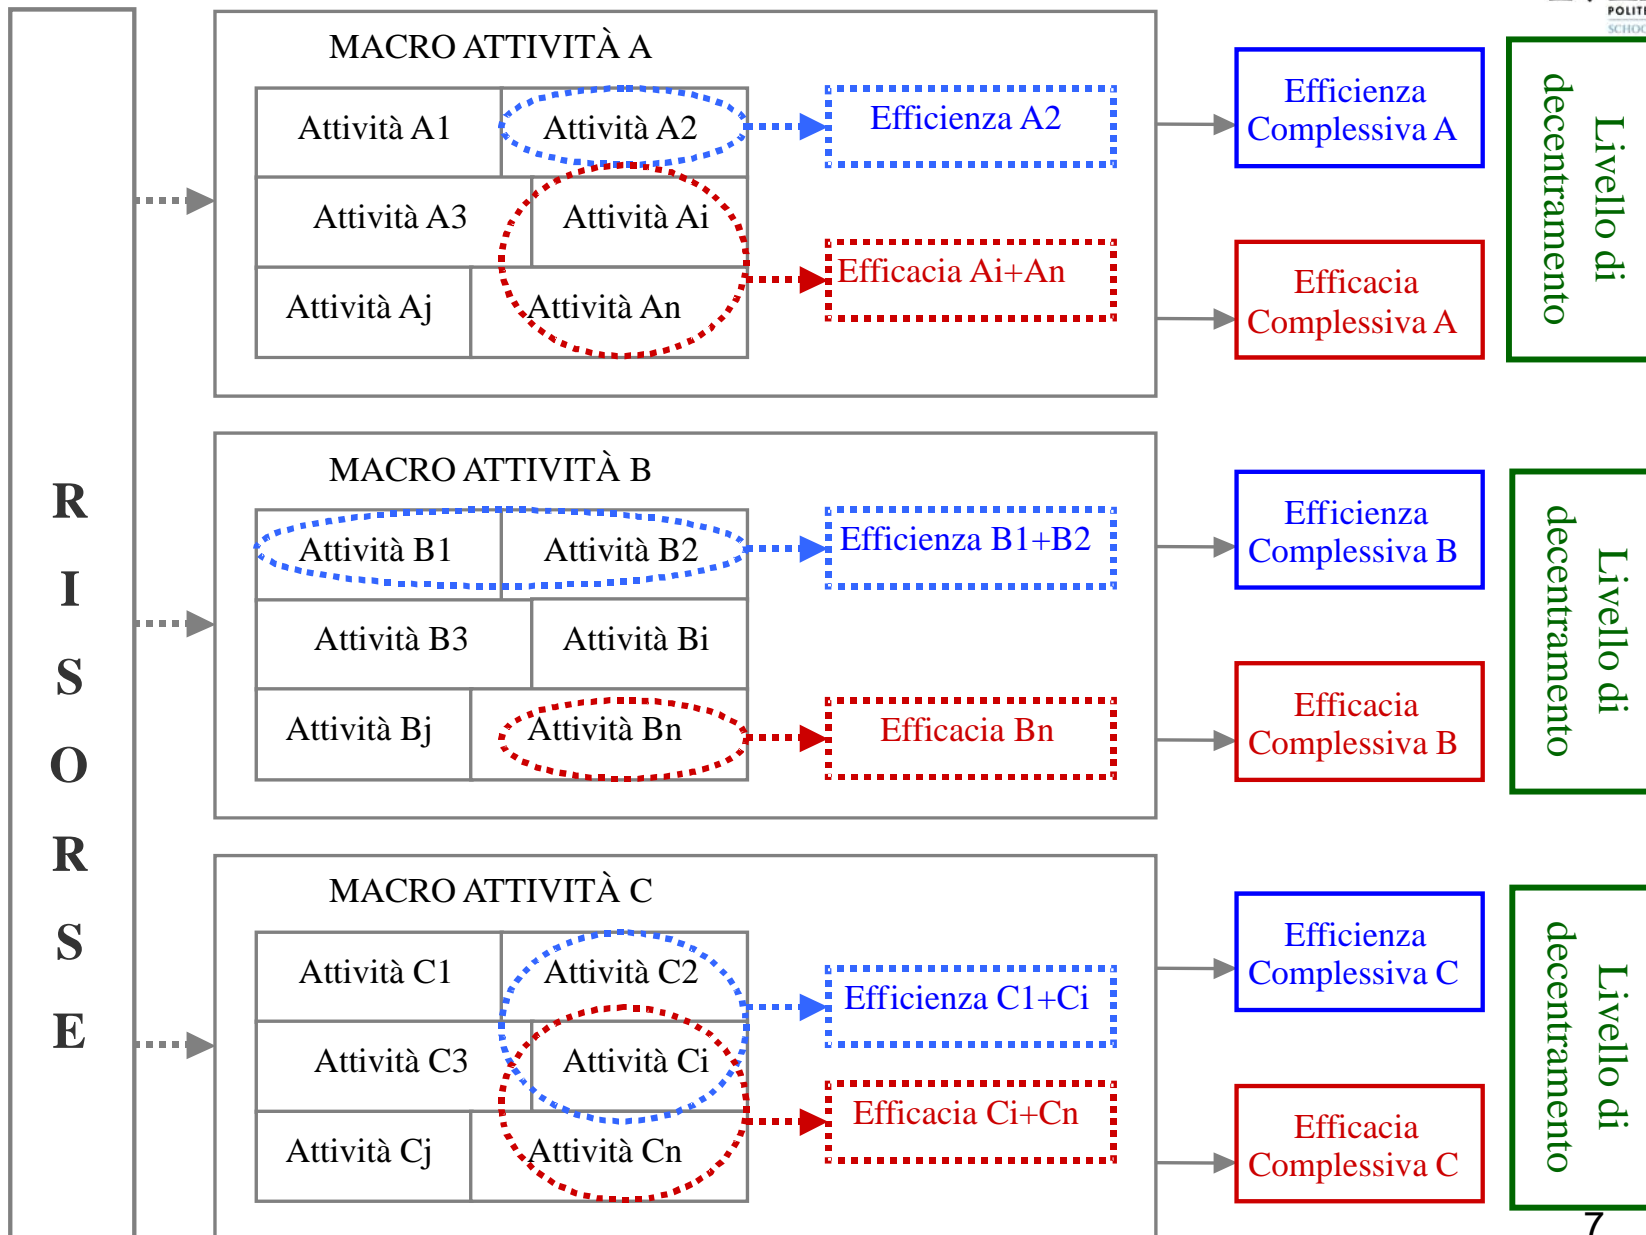 POLITE
SCHOO
R
I
S
O
R
S
E
MACRO ATTIVITÀ A
Attività A1
Attività A2
Attività A3
Attività Ai
Attività Aj
Attività An
Efficienza A2
Efficacia Ai+An
Efficienza
Complessiva A
Efficacia
Complessiva A
Livello di
decentramento
MACRO ATTIVITÀ B
Attività B1
Attività B2
Attività B3
Attività Bi
Attività Bj
Attività Bn
Efficienza B1+B2
Efficacia Bn
Efficienza
Complessiva B
Efficacia
Complessiva B
Livello di
decentramento
MACRO ATTIVITÀ C
Attività C1
Attività C2
Attività C3
Attività Ci
Attività Cj
Attività Cn
Efficienza C1+Ci
Efficacia Ci+Cn
Efficienza
Complessiva C
Efficacia
Complessiva C
Livello di
decentramento
7